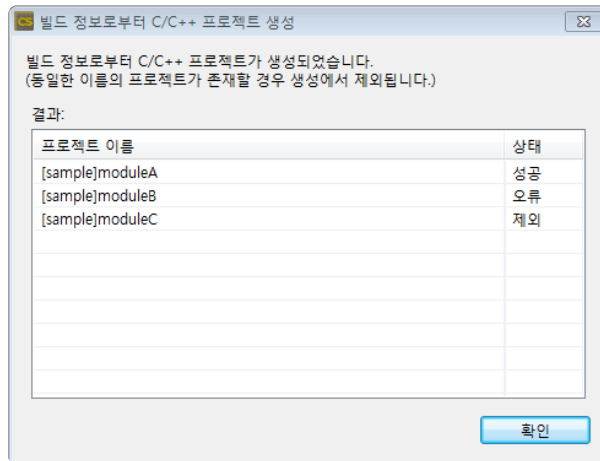 CS 빌드 정보로부터 C/C++ 프로젝트 생성
빌드 정보로부터 C/C++ 프로젝트가 생성되었습니다.
(동일한 이름의 프로젝트가 존재할 경우 생성에서 제외됩니다.)
결과:
프로젝트 이름 상태
[sample]moduleA 성공
[sample]moduleB 오류
[sample]moduleC 제외
확인